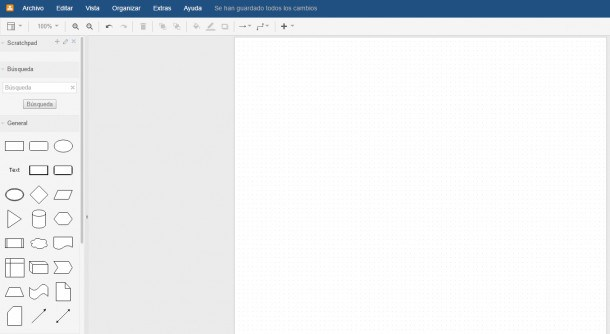 Archivo Editar Vista Organizar Extras Ayuda Se han guardado todos los cambios
100%
Scratchpad
Búsqueda
Búsqueda
Búsqueda
General
Text